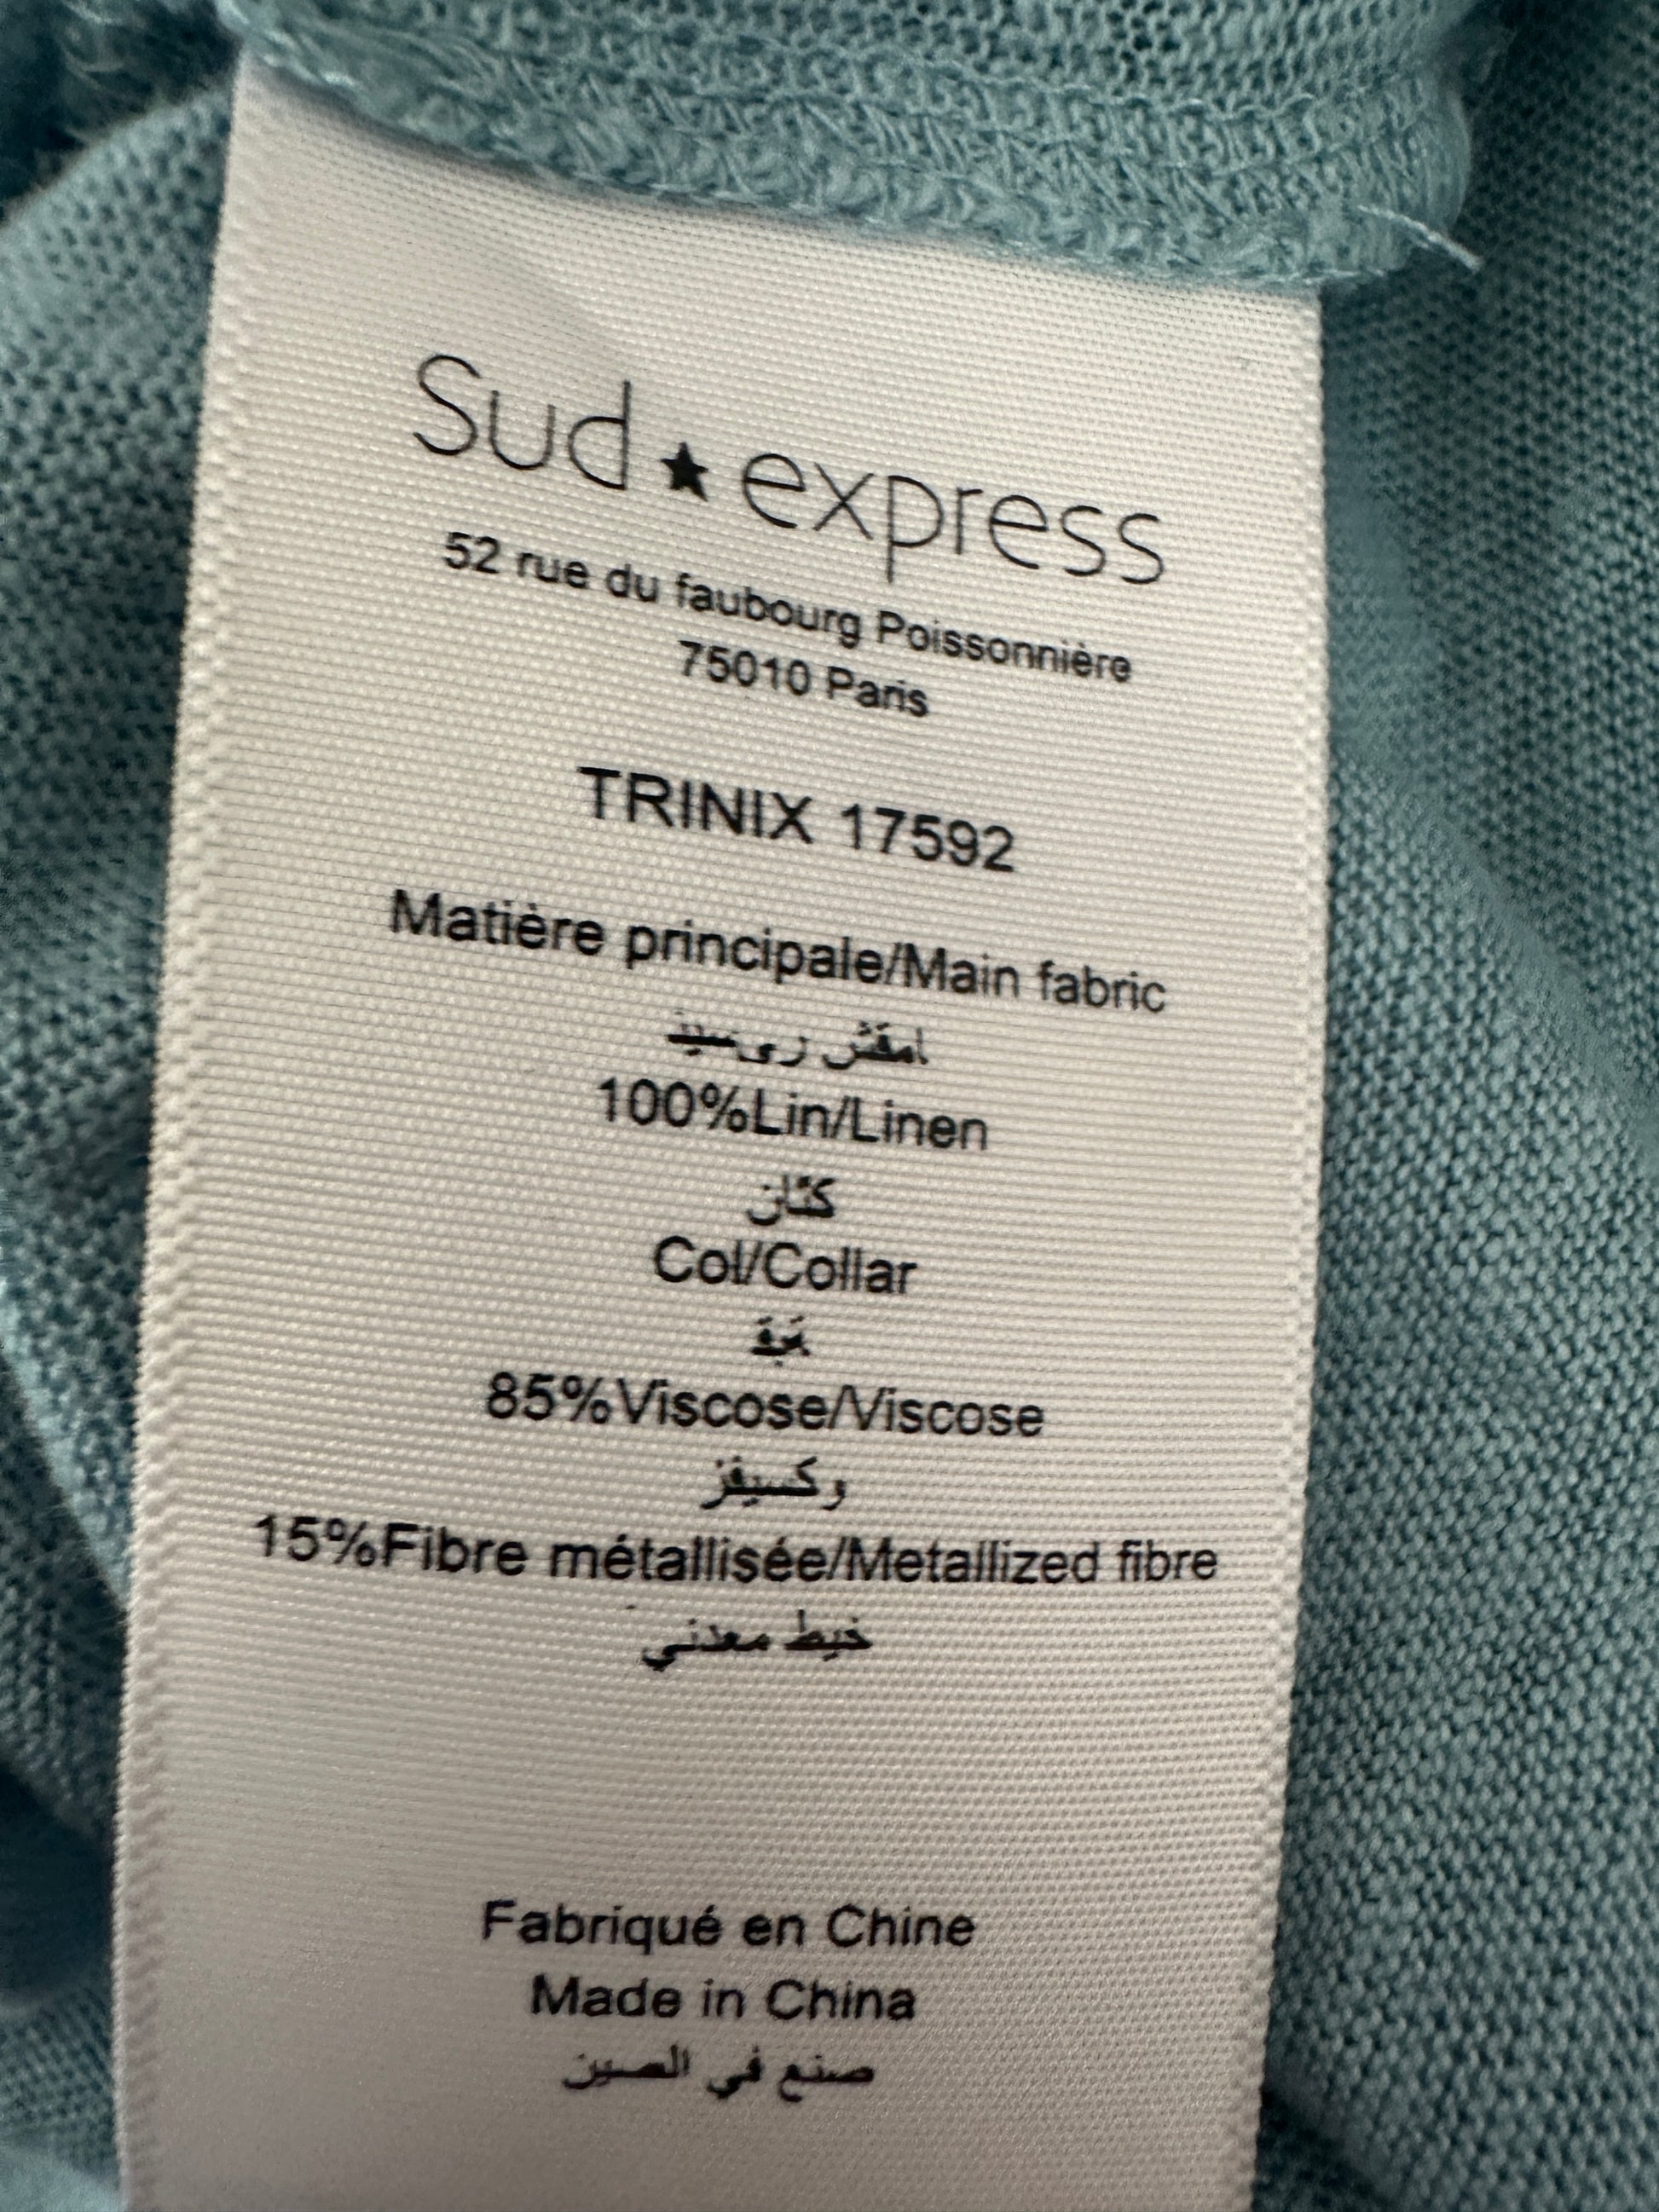 Sud★express
52 rue du faubourg Poissonnière
75010 Paris
TRINIX 17592
Matière principale/Main fabric
100%Lin/Linen
كتان
Col/Collar
85%Viscose/Viscose
15%Fibre métallisée/Metallized fibre
خيط معدني
Fabriqué en Chine
Made in China
صنع في الصين